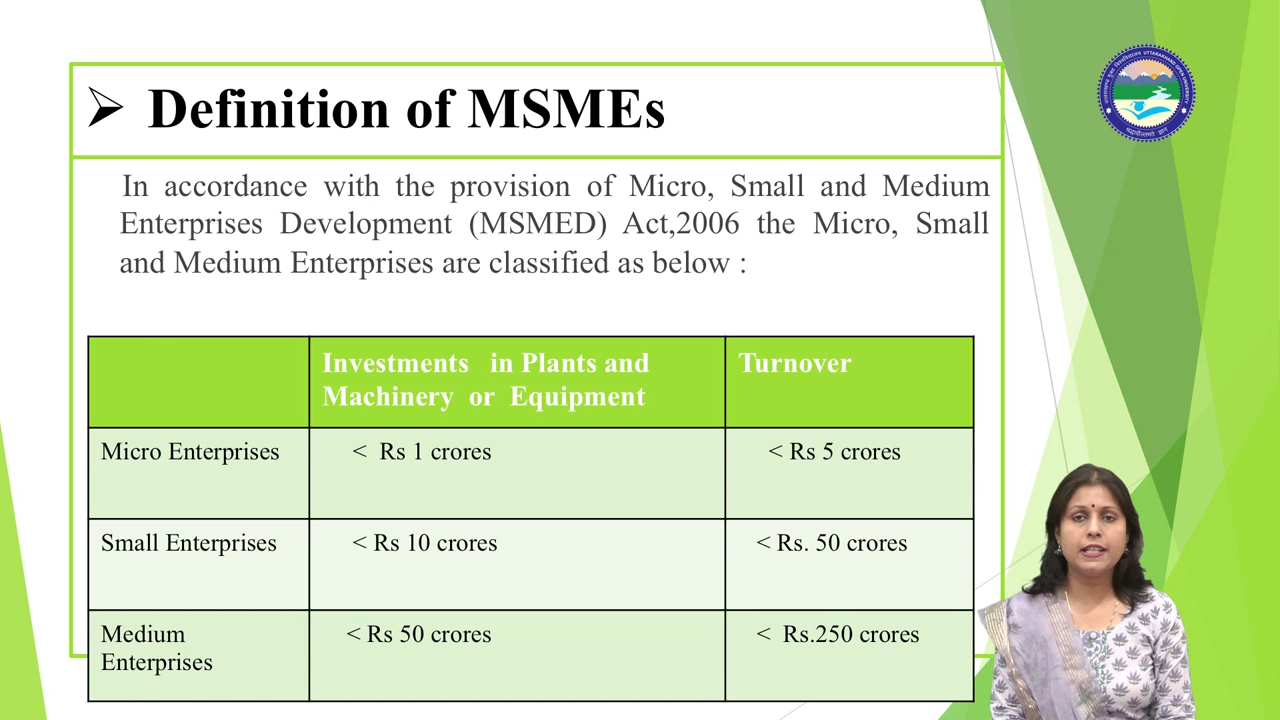 ➢ Definition of MSMEs
In accordance with the provision of Micro, Small and Medium
Enterprises Development (MSMED) Act,2006 the Micro, Small
and Medium Enterprises are classified as below :
Investments in Plants and
Machinery or Equipment
Turnover
Micro Enterprises
< Rs 1 crores
< Rs 5 crores
Small Enterprises
< Rs 10 crores
< Rs. 50 crores
Medium
Enterprises
< Rs 50 crores
< Rs.250 crores
UTTARAKHAND OPEN UNIVERSITY